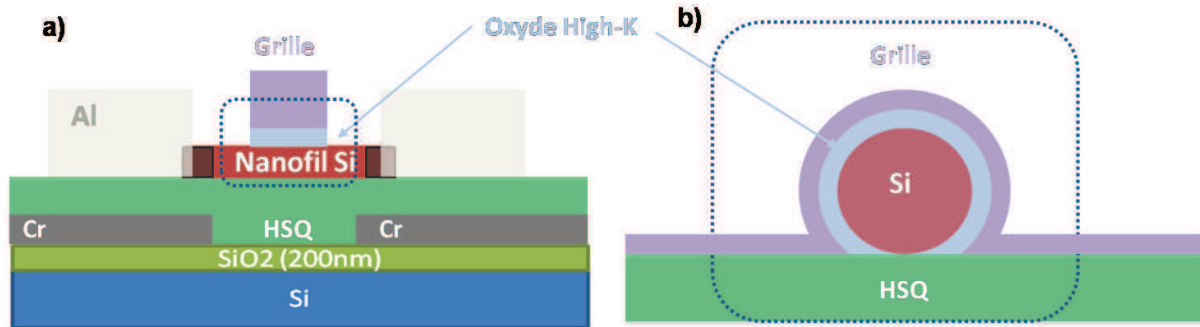 a)
Grille
Oxyde High-K
Al
Nanofil Si
Cr
HSQ
Cr
SiO2 (200nm)
Si
b)
Grille
Si
HSQ